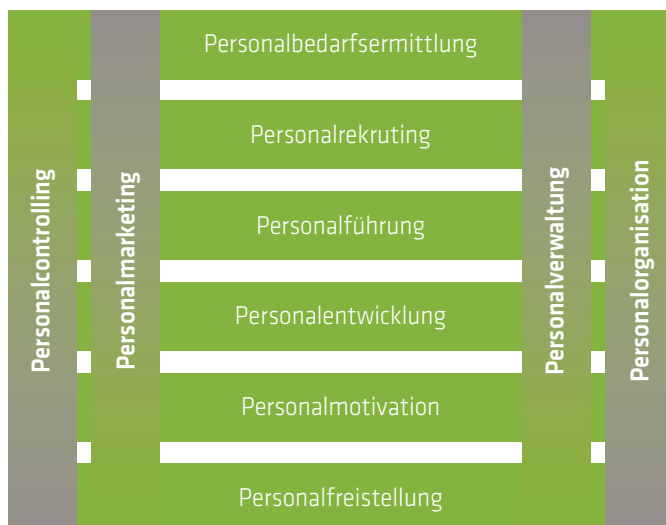 Personalbedarfsermittlung
Personalrekruting
Personalführung
Personalentwicklung
Personalmotivation
Personalfreistellung
Personalcontrolling
Personalmarketing
Personalverwaltung
Personalorganisation